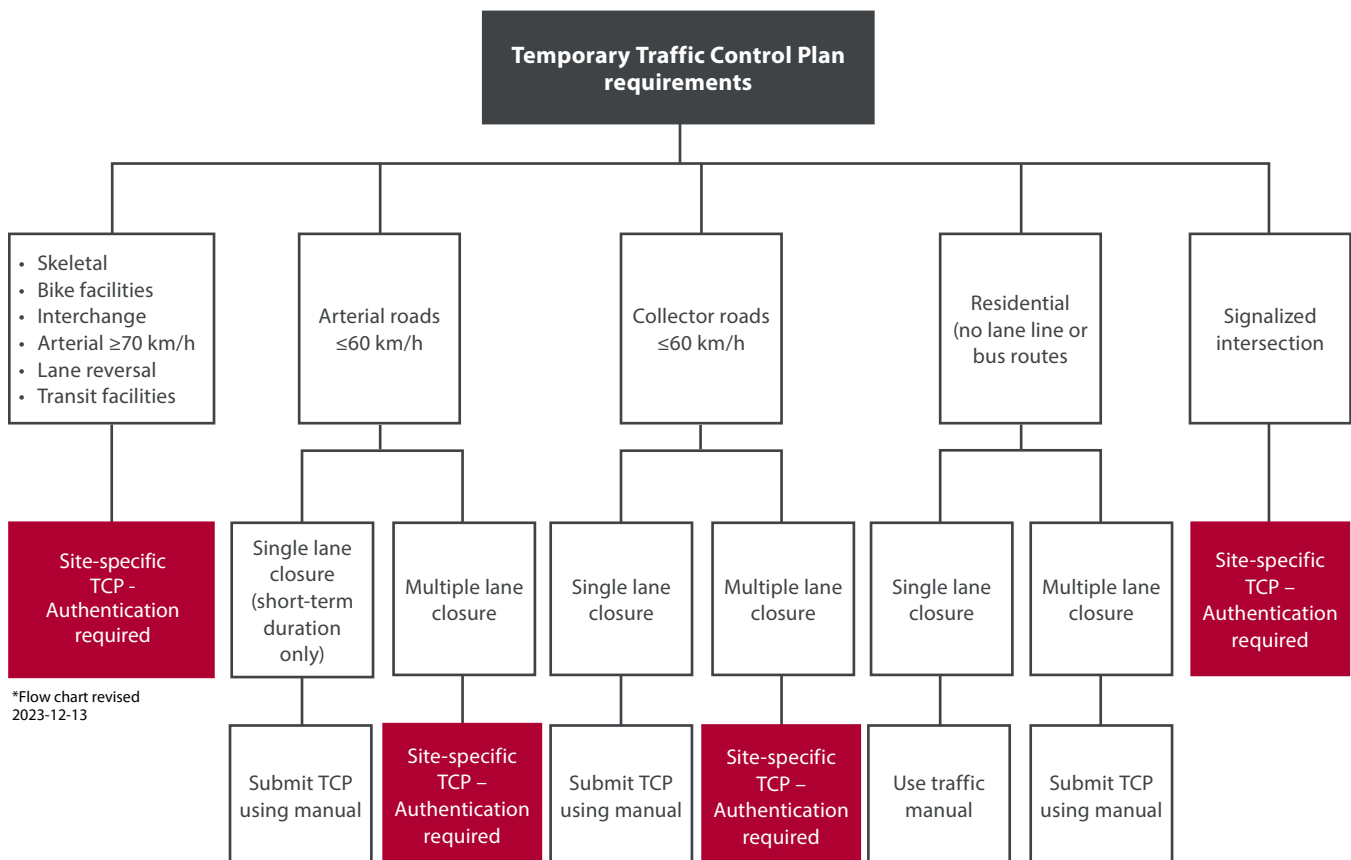 Temporary Traffic Control Plan
requirements
• Skeletal
• Bike facilities
• Interchange
• Arterial ≥70 km/h
• Lane reversal
• Transit facilities
Arterial roads
≤60 km/h
Collector roads
≤60 km/h
Residential
(no lane line or
bus routes
Signalized
intersection
Site-specific
TCP -
Authentication
required
Single lane
closure
(short-term
duration
only)
Multiple lane
closure
Single lane
closure
Multiple lane
closure
Single lane
closure
Multiple lane
closure
Site-specific
TCP –
Authentication
required
*Flow chart revised
2023-12-13
Submit TCP
using manual
Site-specific
TCP –
Authentication
required
Submit TCP
using manual
Site-specific
TCP –
Authentication
required
Use traffic
manual
Submit TCP
using manual